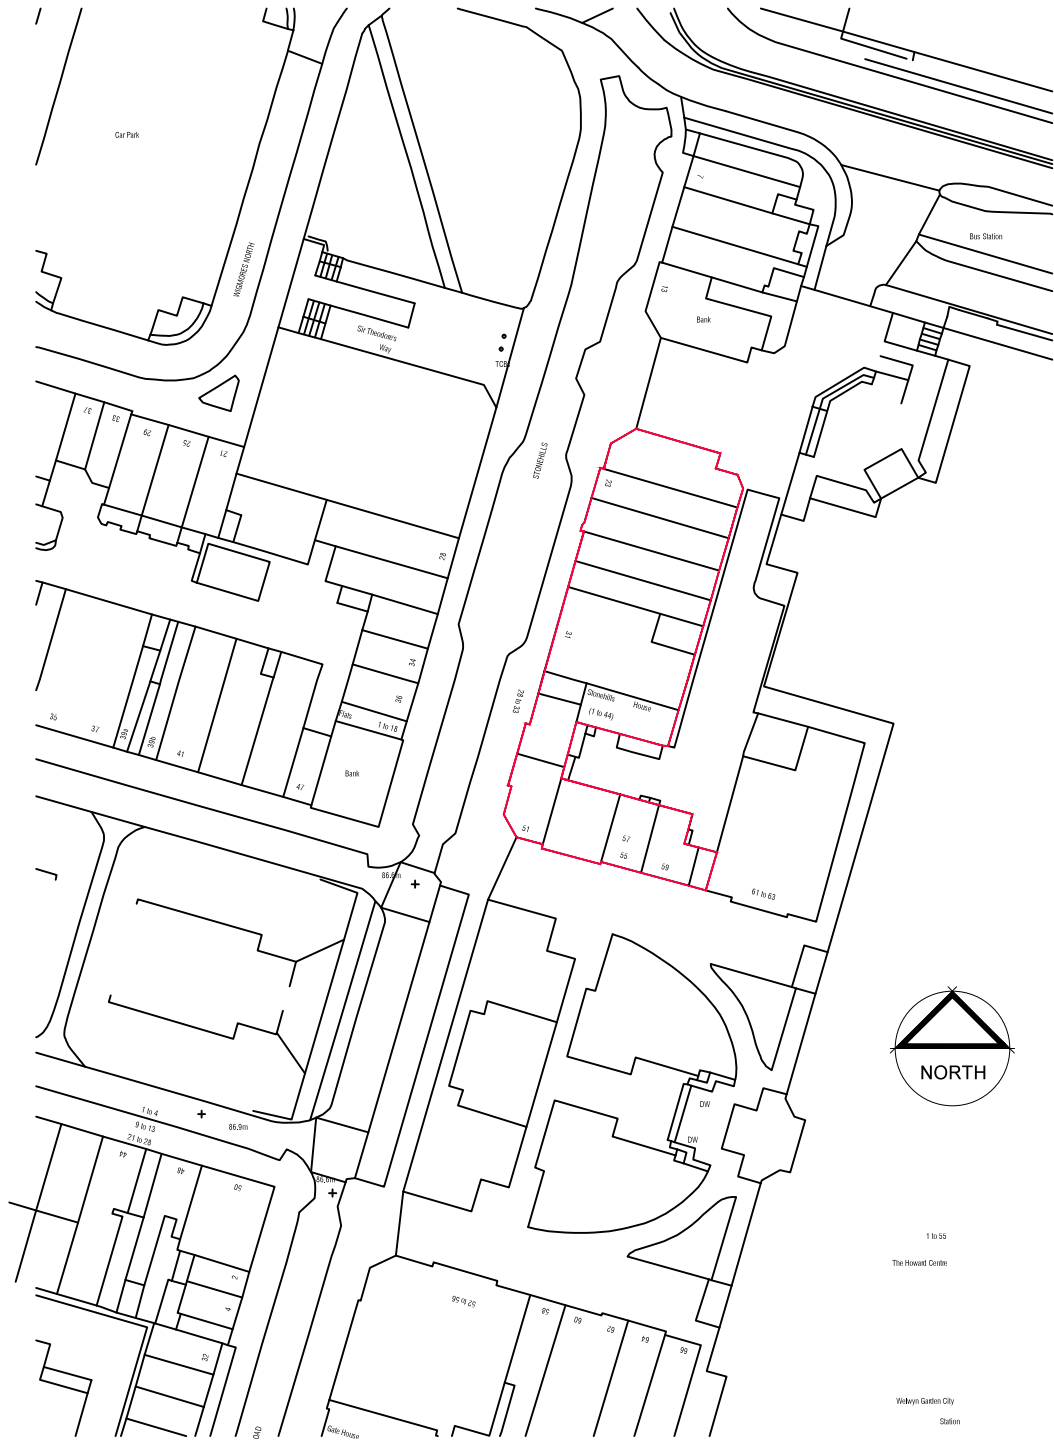 Car Park
7
Bus Station
WIGMORES NORTH
13
Bank
Sir Theodore's
Way
TCBs
37
33
29
25
21
STONEHILLS
23
28
31
34
36
28 to 33
Stonehills
House
(1 to 44)
35
37
39a
39b
41
47
Flats
1 to 18
Bank
51
57
55
59
61 to 63
86.6m
NORTH
1 to 4
9 to 13
21 to 28
86.9m
44
48
50
86.6m
DW
DW
1 to 55
The Howard Centre
2
4
32
52 to 56
58
60
62
64
66
Gate House
OAD
Welwyn Garden City
Station